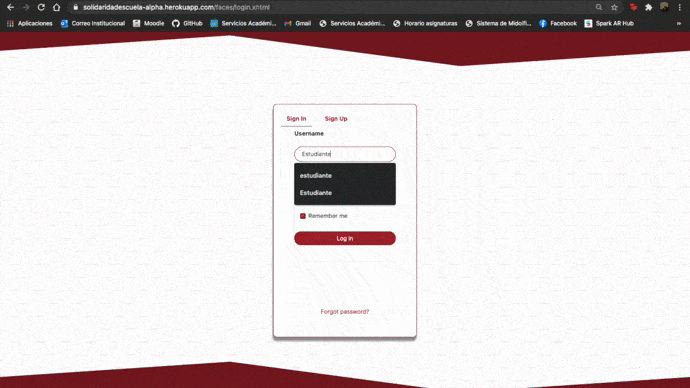 solidaridadescuela-alpha.herokuapp.com/faces/login.xhtml
Aplicaciones Correo Institucional Moodle GitHub Servicios Académi... Gmail Servicios Académi... Horario asignaturas Sistema de Midolfi... Facebook Spark AR Hub »
Sign In Sign Up
Username
Estudiante
estudiante
Estudiante
Remember me
Log in
Forgot password?